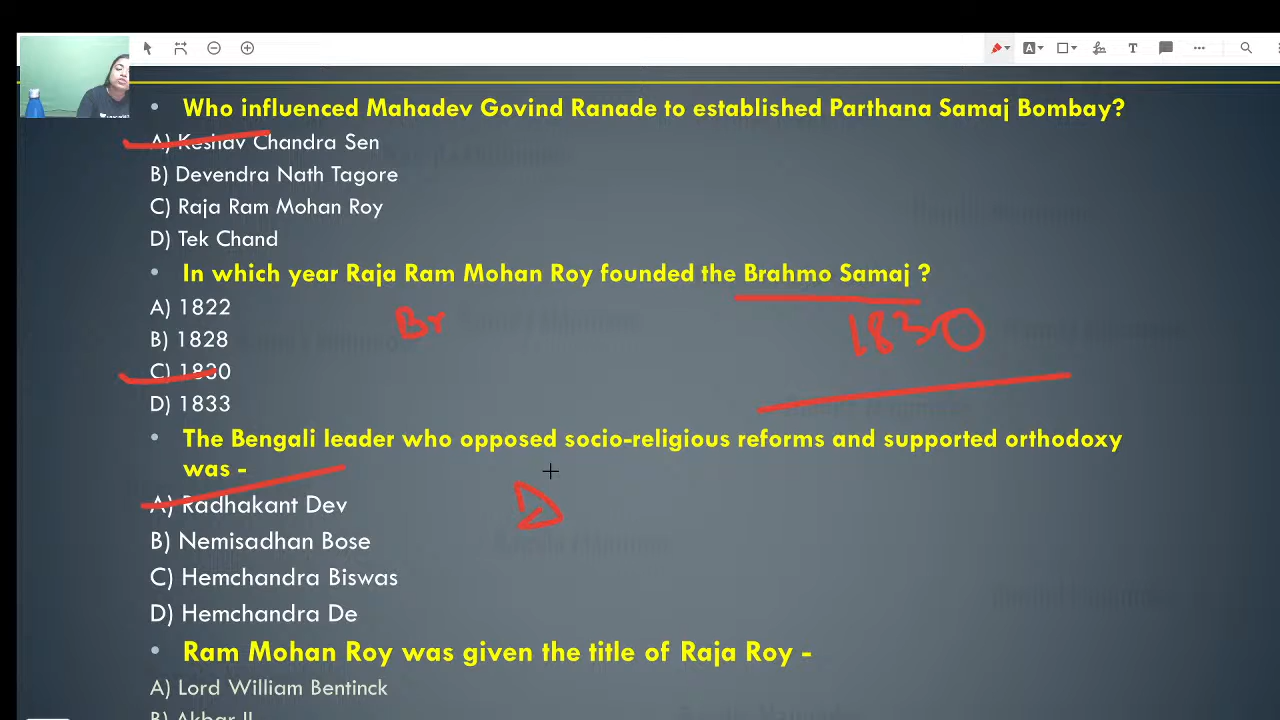 • Who influenced Mahadev Govind Ranade to established Parthana Samaj Bombay?
A) Keshav Chandra Sen
B) Devendra Nath Tagore
C) Raja Ram Mohan Roy
D) Tek Chand
• In which year Raja Ram Mohan Roy founded the Brahmo Samaj ?
A) 1822
Br
1830
B) 1828
C) 1830
D) 1833
• The Bengali leader who opposed socio-religious reforms and supported orthodoxy
was -
A) Radhakant Dev
B) Nemisadhan Bose
C) Hemchandra Biswas
D) Hemchandra De
• Ram Mohan Roy was given the title of Raja Roy -
A) Lord William Bentinck
B) Akbar II